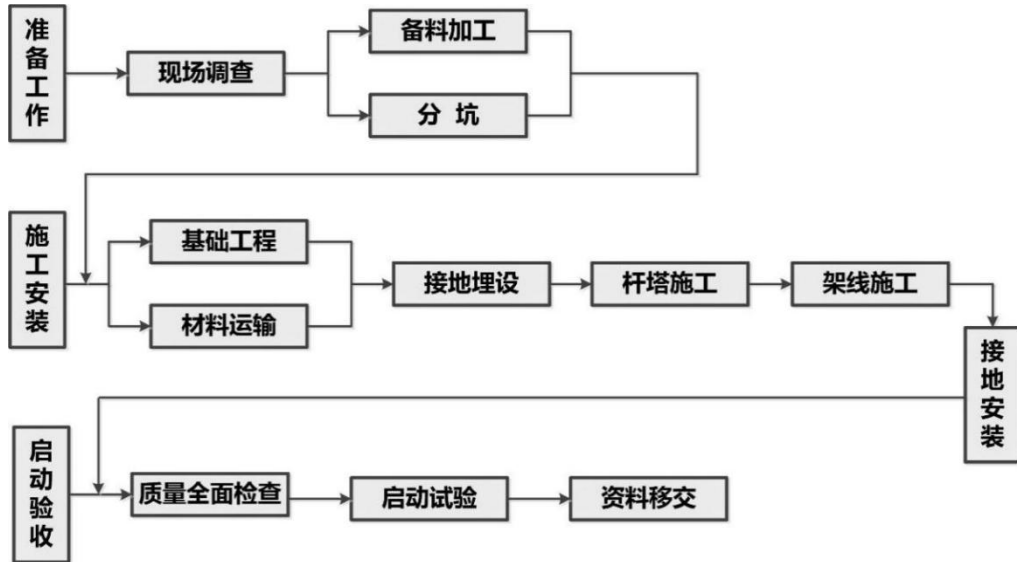 准备工作
现场调查
备料加工
分 坑
施工安装
基础工程
材料运输
接地埋设
杆塔施工
架线施工
接地安装
启动验收
质量全面检查
启动试验
资料移交